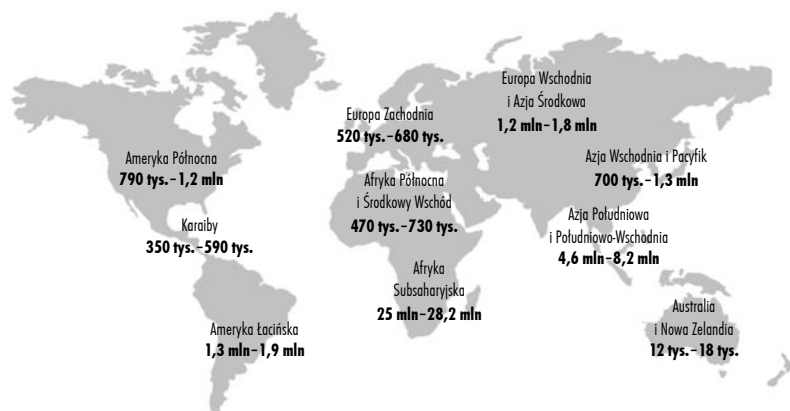 Europa Wschodnia
i Azja Środkowa
1,2 mln–1,8 mln
Europa Zachodnia
520 tys.–680 tys.
Ameryka Północna
790 tys.–1,2 mln
Azja Wschodnia i Pacyfik
700 tys.–1,3 mln
Afryka Północna
i Środkowy Wschód
470 tys.–730 tys.
Karaiby
350 tys.–590 tys.
Azja Południowa
i Południowo-Wschodnia
4,6 mln–8,2 mln
Afryka
Subsaharyjska
25 mln–28,2 mln
Australia
i Nowa Zelandia
12 tys.–18 tys.
Ameryka Łacińska
1,3 mln–1,9 mln